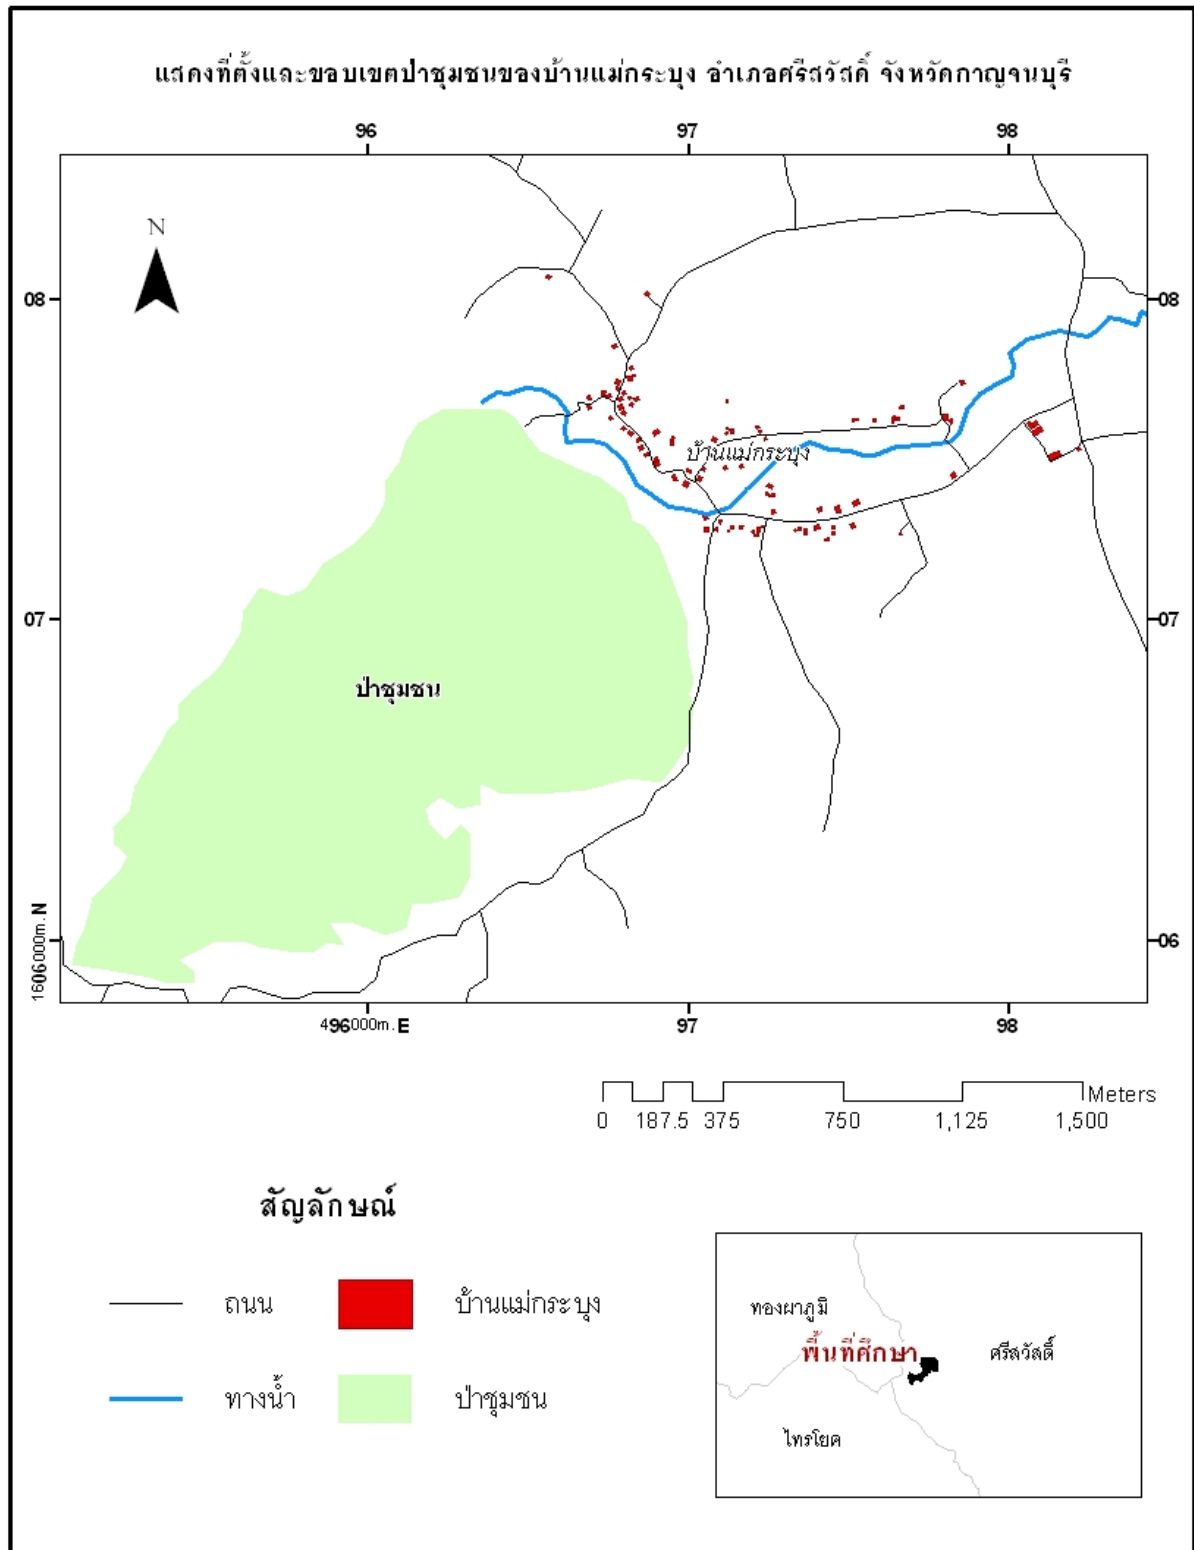 แสดงที่ตั้งและขอบเขตป่าชุมชนของบ้านแม่กระบุง อำเภอศรีสวัสดิ์ จังหวัดกาญจนบุรี
96 97 98
N
08 08
บ้านแม่กระบุง
07 07
ป่าชุมชน
1606000m.N 06
496000m.E 97 98
Meters
0 187.5 375 750 1,125 1,500
สัญลักษณ์
ถนน บ้านแม่กระบุง
ทางน้ำ ป่าชุมชน
ทองผาภูมิ
พื้นที่ศึกษา ศรีสวัสดิ์
ไทรโยค